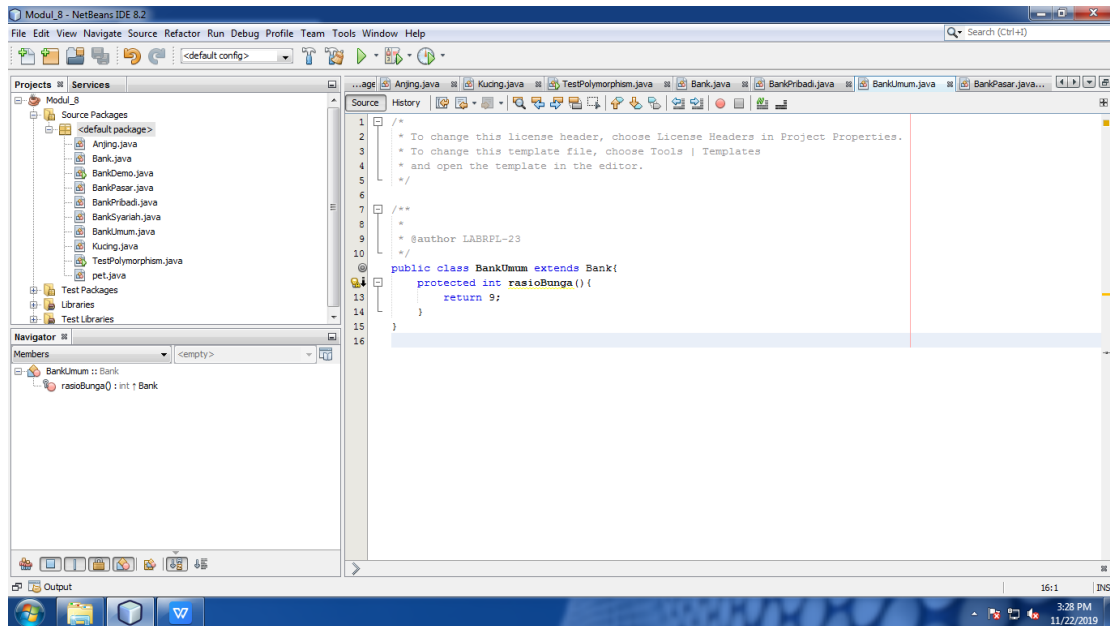 Modul_8 - NetBeans IDE 8.2
File Edit View Navigate Source Refactor Run Debug Profile Team Tools Window Help
Search (Ctrl+I)
<default config>
Projects Services
Modul_8
Source Packages
<default package>
Anjing.java
Bank.java
BankDemo.java
BankPasar.java
BankPribadi.java
BankSyariah.java
BankUmum.java
Kucing.java
TestPolymorphism.java
pet.java
Test Packages
Libraries
Test Libraries
Navigator
Members <empty>
BankUmum :: Bank
rasioBunga() : int ↑ Bank
...age Anjing.java Kucing.java TestPolymorphism.java Bank.java BankPribadi.java BankUmum.java BankPasar.java...
Source History
1 /*
2 * To change this license header, choose License Headers in Project Properties.
3 * To change this template file, choose Tools | Templates
4 * and open the template in the editor.
5 */
6
7 /**
8 *
9 * @author LABRPL-23
10 */
public class BankUmum extends Bank{
protected int rasioBunga(){
13 return 9;
14 }
15 }
16
Output
16:1 INS
3:28 PM
11/22/2019